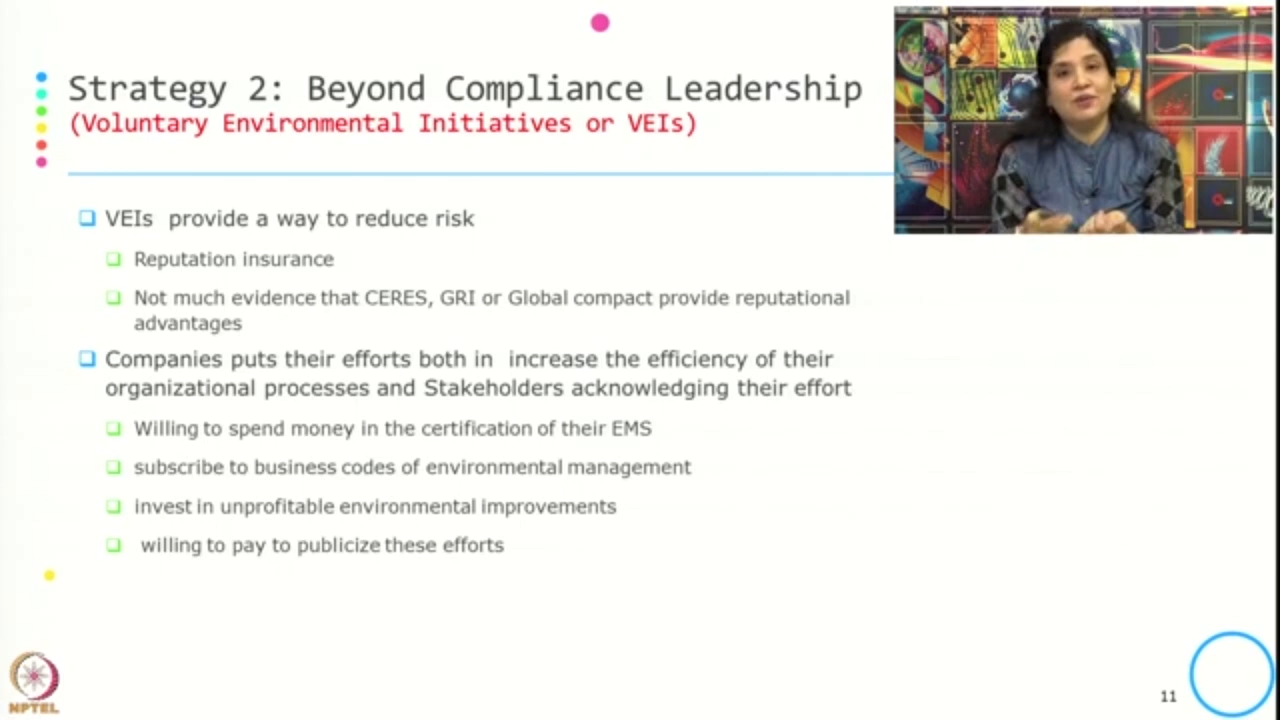 Strategy 2: Beyond Compliance Leadership
(Voluntary Environmental Initiatives or VEIs)
VEIs provide a way to reduce risk
Reputation insurance
Not much evidence that CERES, GRI or Global compact provide reputational
advantages
Companies puts their efforts both in increase the efficiency of their
organizational processes and Stakeholders acknowledging their effort
Willing to spend money in the certification of their EMS
subscribe to business codes of environmental management
invest in unprofitable environmental improvements
willing to pay to publicize these efforts
NPTEL
11